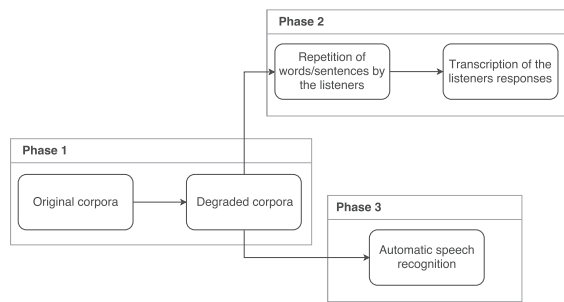 Phase 2
Repetition of
words/sentences by
the listeners
Transcription of the
listeners responses
Phase 1
Original corpora
Degraded corpora
Phase 3
Automatic speech
recognition